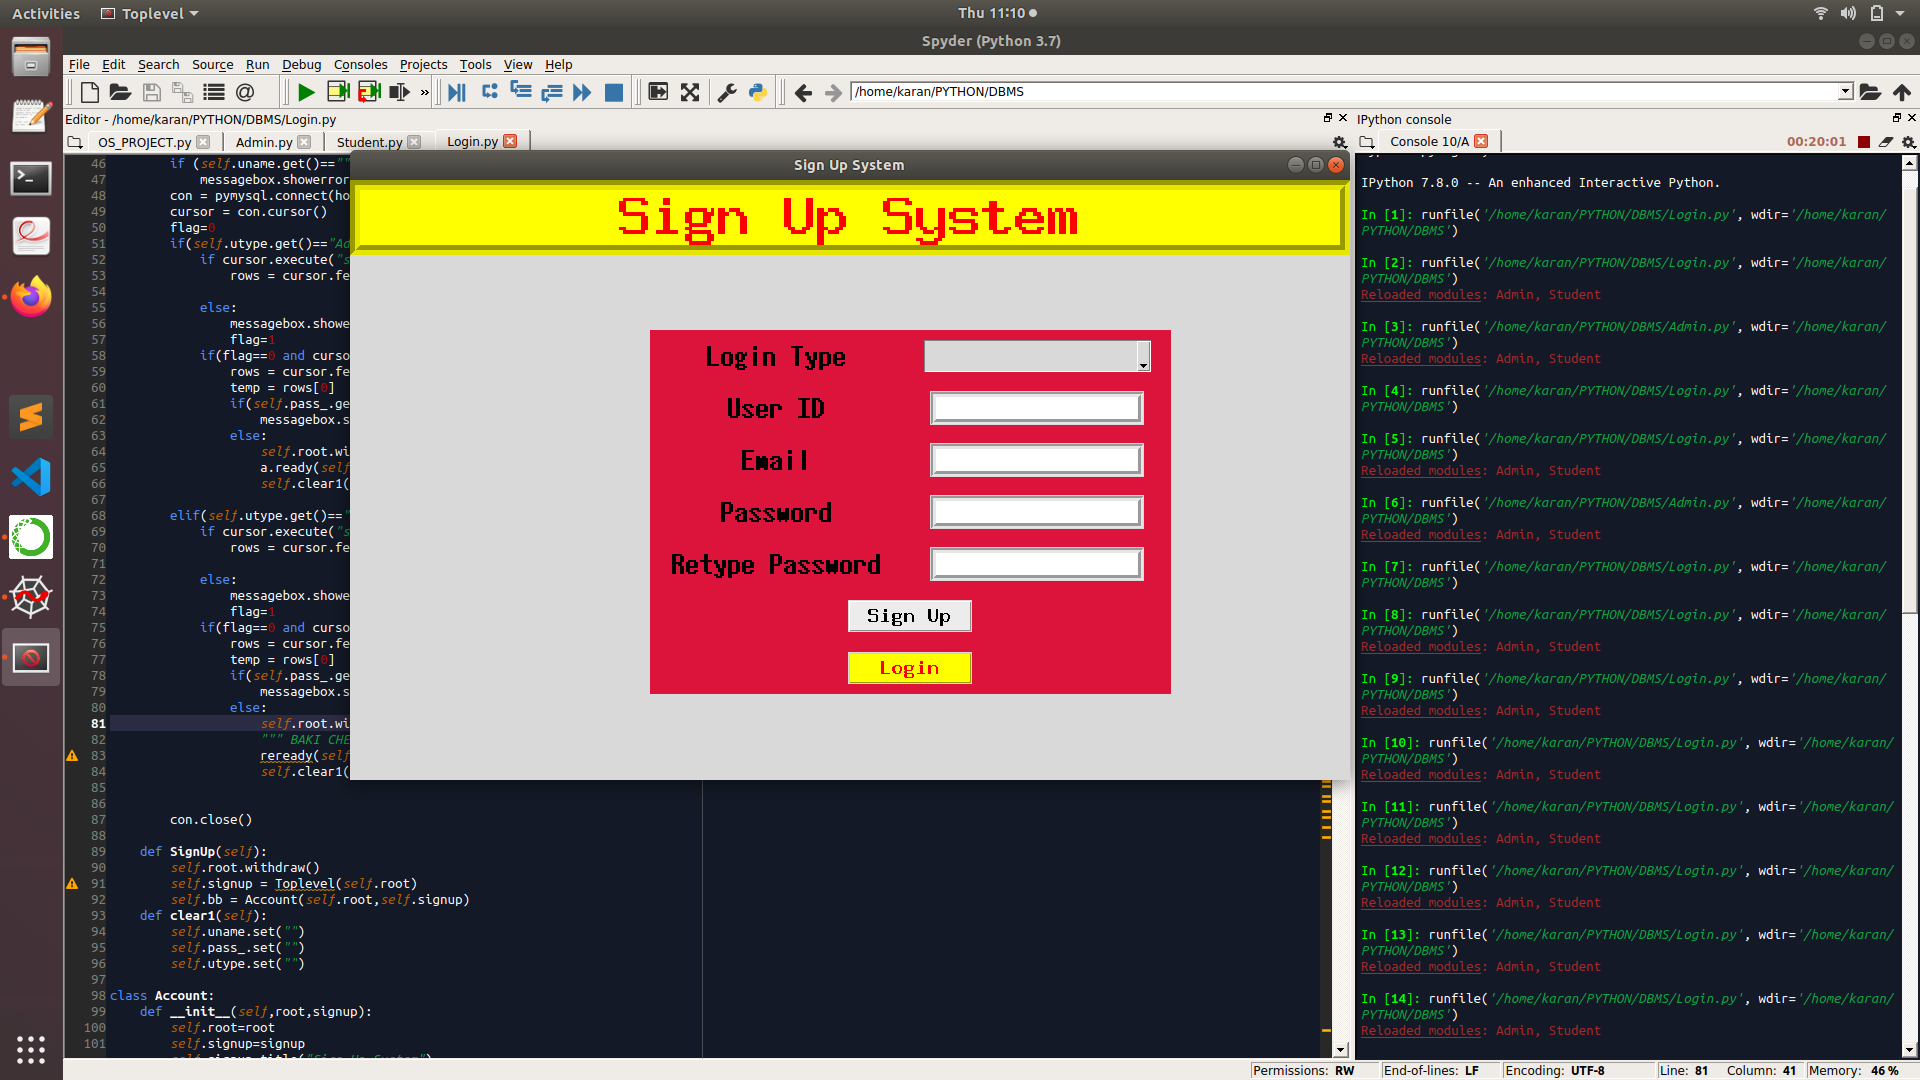 Activities
Toplevel
Thu 11:10
Spyder (Python 3.7)
File Edit Search Source Run Debug Consoles Projects Tools View Help
/home/karan/PYTHON/DBMS
Editor - /home/karan/PYTHON/DBMS/Login.py
OS_PROJECT.py Admin.py Student.py Login.py
46 if (self.uname.get()==""
47 messagebox.showerror
48 con = pymysql.connect(ho
49 cursor = con.cursor()
50 flag=0
51 if(self.utype.get()=="Ad
52 if cursor.execute("s
53 rows = cursor.fe
54
55 else:
56 messagebox.showe
57 flag=1
58 if(flag==0 and curso
59 rows = cursor.fe
60 temp = rows[0]
61 if(self.pass_.ge
62 messagebox.s
63 else:
64 self.root.wi
65 a.ready(self
66 self.clear1(
67
68 elif(self.utype.get()=="
69 if cursor.execute("s
70 rows = cursor.fe
71
72 else:
73 messagebox.showe
74 flag=1
75 if(flag==0 and curso
76 rows = cursor.fe
77 temp = rows[0]
78 if(self.pass_.ge
79 messagebox.s
80 else:
81 self.root.wi
82 """ BAKI CHE
83 reready(self
84 self.clear1(
85
86
87 con.close()
88
89 def SignUp(self):
90 self.root.withdraw()
91 self.signup = Toplevel(self.root)
92 self.bb = Account(self.root,self.signup)
93 def clear1(self):
94 self.uname.set("")
95 self.pass_.set("")
96 self.utype.set("")
97
98 class Account:
99 def __init__(self,root,signup):
100 self.root=root
101 self.signup=signup
Sign Up System
Sign Up System
Login Type
User ID
Email
Password
Retype Password
Sign Up
Login
IPython console
Console 10/A
00:20:01
IPython 7.8.0 -- An enhanced Interactive Python.
In [1]: runfile('/home/karan/PYTHON/DBMS/Login.py', wdir='/home/karan/
PYTHON/DBMS')
In [2]: runfile('/home/karan/PYTHON/DBMS/Login.py', wdir='/home/karan/
PYTHON/DBMS')
Reloaded modules: Admin, Student
In [3]: runfile('/home/karan/PYTHON/DBMS/Admin.py', wdir='/home/karan/
PYTHON/DBMS')
Reloaded modules: Admin, Student
In [4]: runfile('/home/karan/PYTHON/DBMS/Login.py', wdir='/home/karan/
PYTHON/DBMS')
In [5]: runfile('/home/karan/PYTHON/DBMS/Login.py', wdir='/home/karan/
PYTHON/DBMS')
Reloaded modules: Admin, Student
In [6]: runfile('/home/karan/PYTHON/DBMS/Admin.py', wdir='/home/karan/
PYTHON/DBMS')
Reloaded modules: Admin, Student
In [7]: runfile('/home/karan/PYTHON/DBMS/Login.py', wdir='/home/karan/
PYTHON/DBMS')
In [8]: runfile('/home/karan/PYTHON/DBMS/Login.py', wdir='/home/karan/
PYTHON/DBMS')
Reloaded modules: Admin, Student
In [9]: runfile('/home/karan/PYTHON/DBMS/Login.py', wdir='/home/karan/
PYTHON/DBMS')
Reloaded modules: Admin, Student
In [10]: runfile('/home/karan/PYTHON/DBMS/Login.py', wdir='/home/karan/
PYTHON/DBMS')
Reloaded modules: Admin, Student
In [11]: runfile('/home/karan/PYTHON/DBMS/Login.py', wdir='/home/karan/
PYTHON/DBMS')
Reloaded modules: Admin, Student
In [12]: runfile('/home/karan/PYTHON/DBMS/Login.py', wdir='/home/karan/
PYTHON/DBMS')
Reloaded modules: Admin, Student
In [13]: runfile('/home/karan/PYTHON/DBMS/Login.py', wdir='/home/karan/
PYTHON/DBMS')
Reloaded modules: Admin, Student
In [14]: runfile('/home/karan/PYTHON/DBMS/Login.py', wdir='/home/karan/
PYTHON/DBMS')
Reloaded modules: Admin, Student
Permissions: RW End-of-lines: LF Encoding: UTF-8 Line: 81 Column: 41 Memory: 46 %